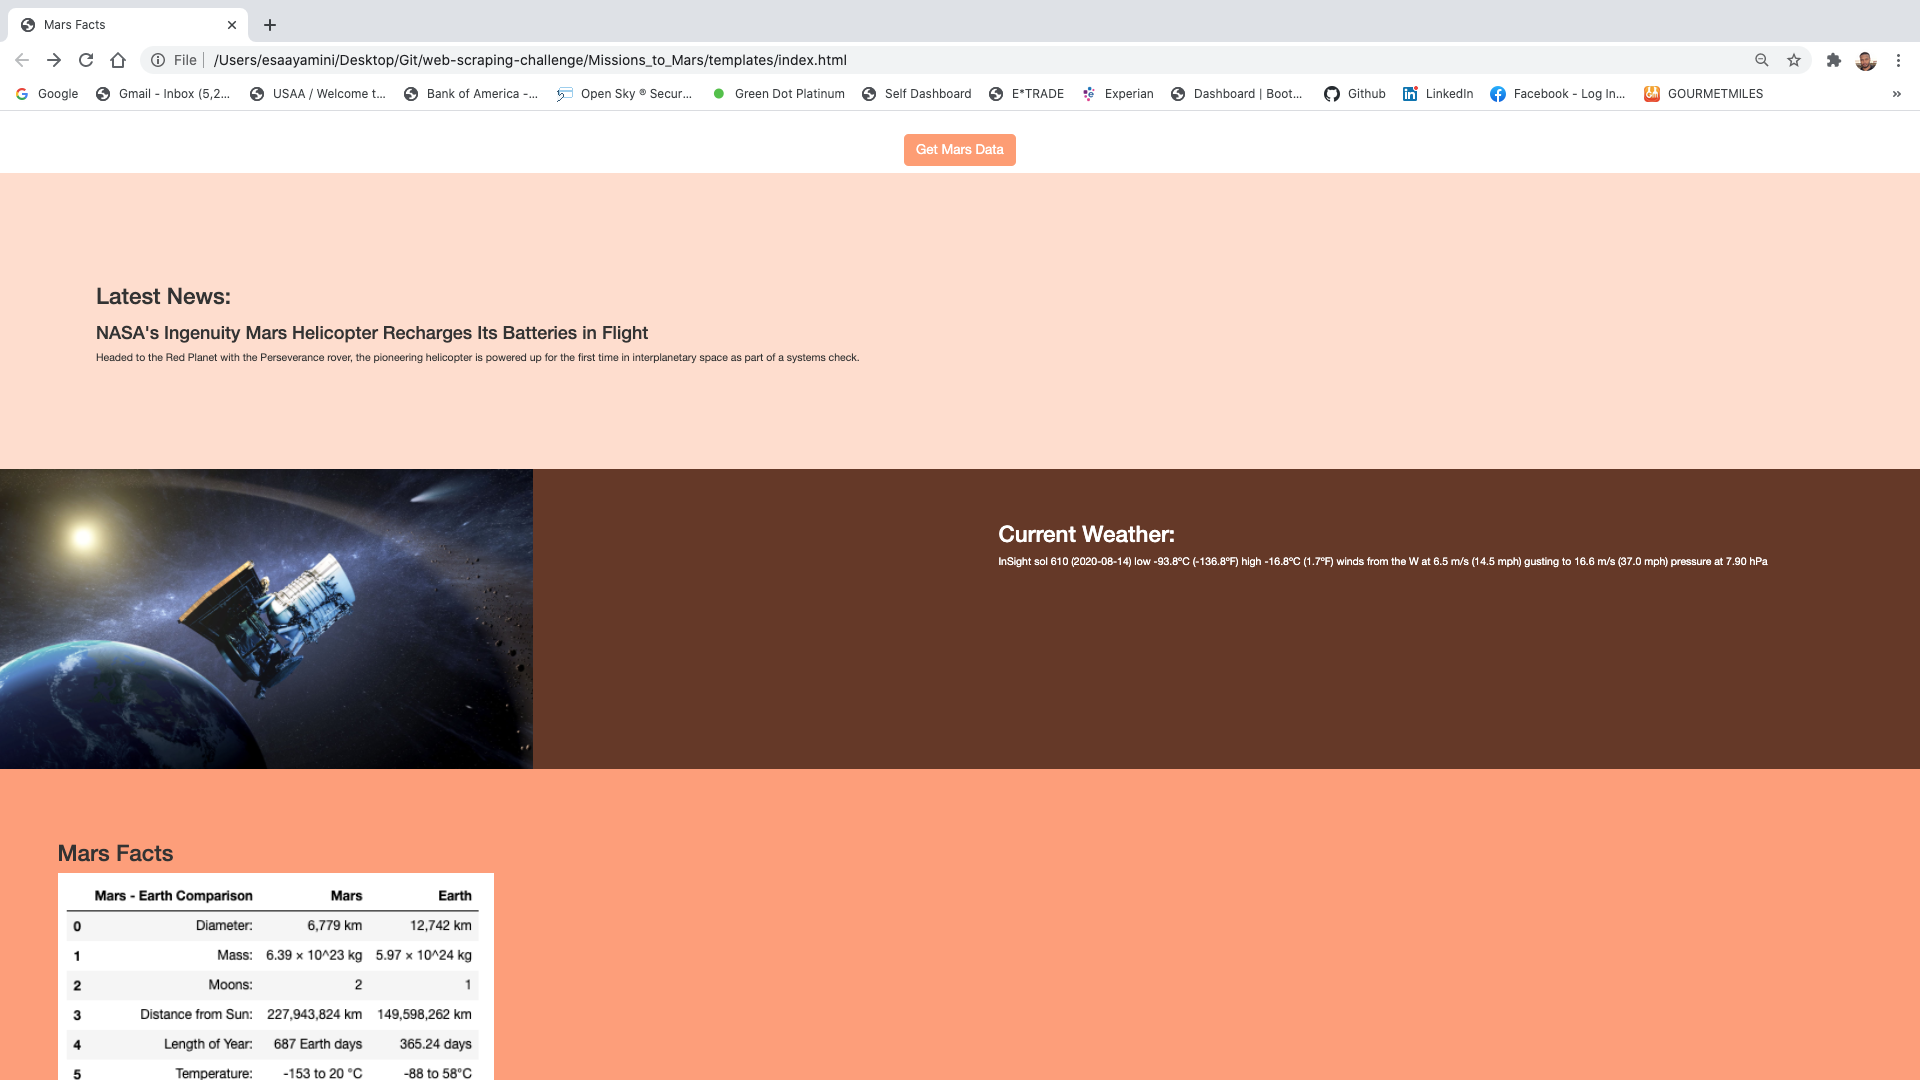 Mars Facts
File
/Users/esaayamini/Desktop/Git/web-scraping-challenge/Missions_to_Mars/templates/index.html
Google
Gmail - Inbox (5,2...
USAA / Welcome t...
Bank of America -...
Open Sky ® Secur...
Green Dot Platinum
Self Dashboard
E*TRADE
Experian
Dashboard | Boot...
Github
LinkedIn
Facebook - Log In...
GOURMETMILES
Get Mars Data
Latest News:
NASA's Ingenuity Mars Helicopter Recharges Its Batteries in Flight
Headed to the Red Planet with the Perseverance rover, the pioneering helicopter is powered up for the first time in interplanetary space as part of a systems check.
Current Weather:
InSight sol 610 (2020-08-14) low -93.8ºC (-136.8ºF) high -16.8ºC (1.7ºF) winds from the W at 6.5 m/s (14.5 mph) gusting to 16.6 m/s (37.0 mph) pressure at 7.90 hPa
Mars Facts
Mars - Earth Comparison Mars Earth
0 Diameter: 6,779 km 12,742 km
1 Mass: 6.39 × 10^23 kg 5.97 × 10^24 kg
2 Moons: 2 1
3 Distance from Sun: 227,943,824 km 149,598,262 km
4 Length of Year: 687 Earth days 365.24 days
5 Temperature: -153 to 20 °C -88 to 58°C